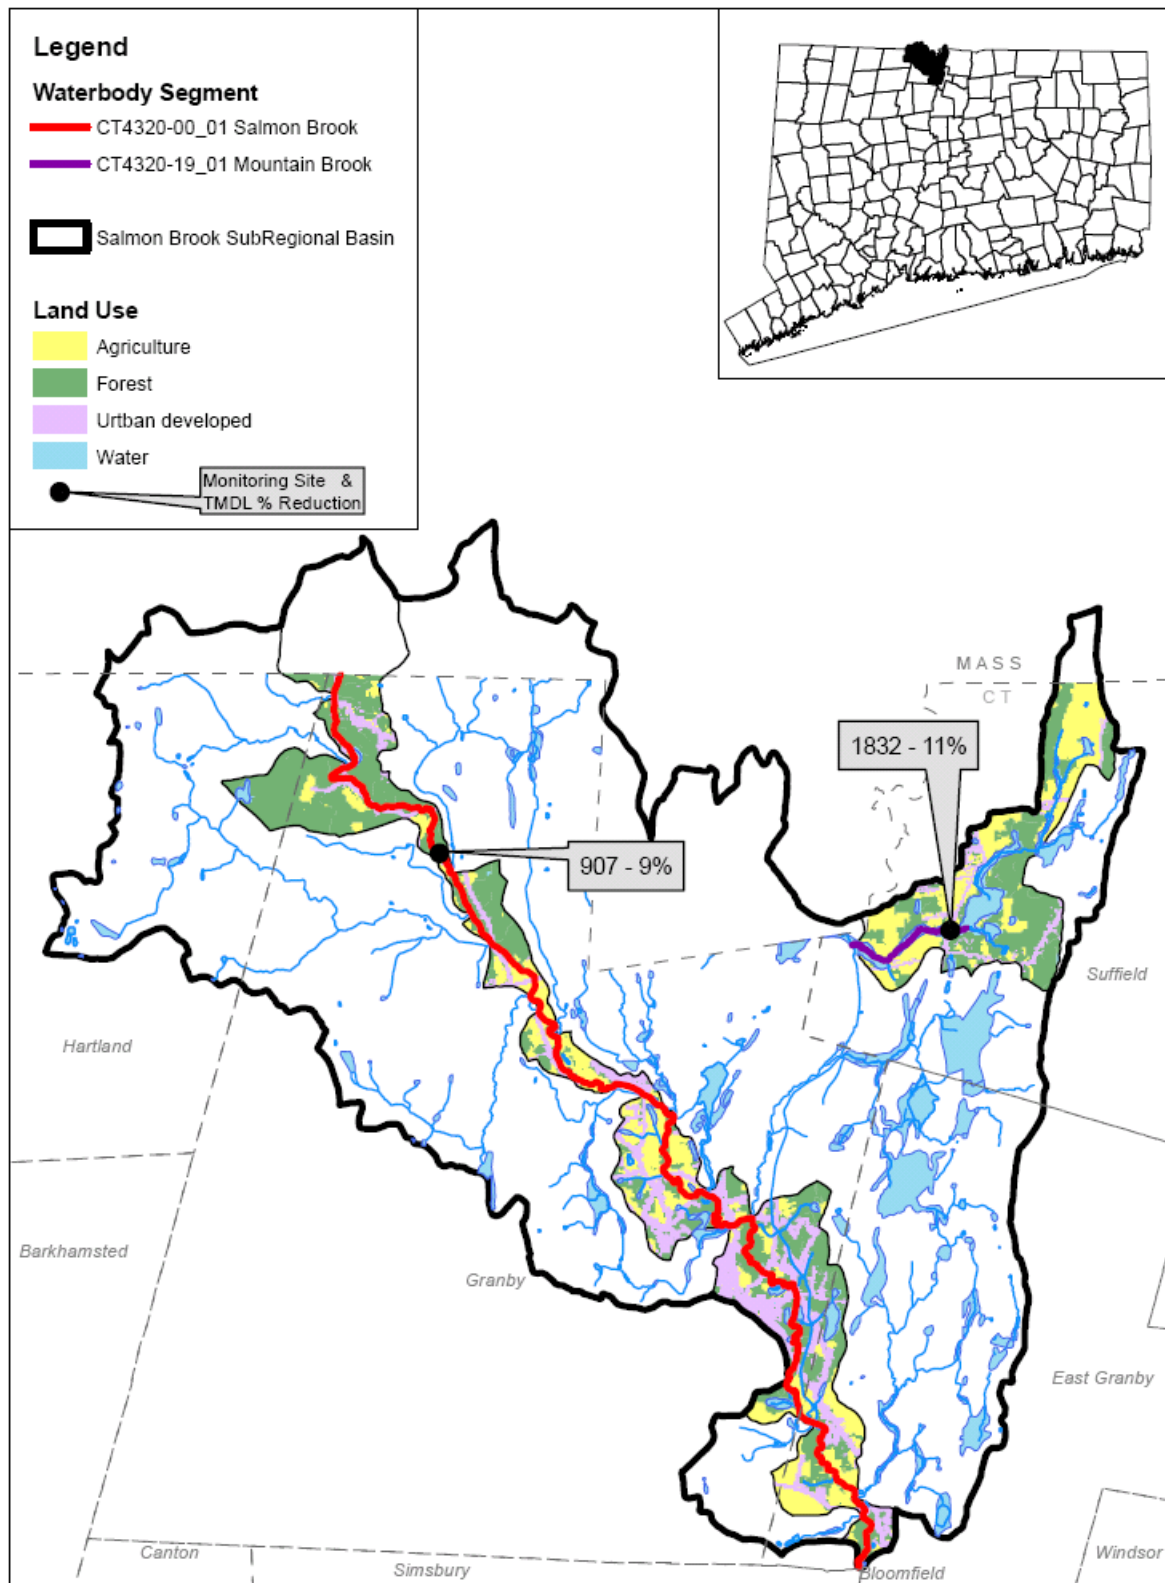 Legend
Waterbody Segment
CT4320-00_01 Salmon Brook
CT4320-19_01 Mountain Brook
Salmon Brook SubRegional Basin
Land Use
Agriculture
Forest
Urtban developed
Water
Monitoring Site &
TMDL % Reduction
MASS
CT
1832 - 11%
907 - 9%
Suffield
Hartland
Barkhamsted
Granby
East Granby
Canton
Simsbury
Bloomfield
Windsor